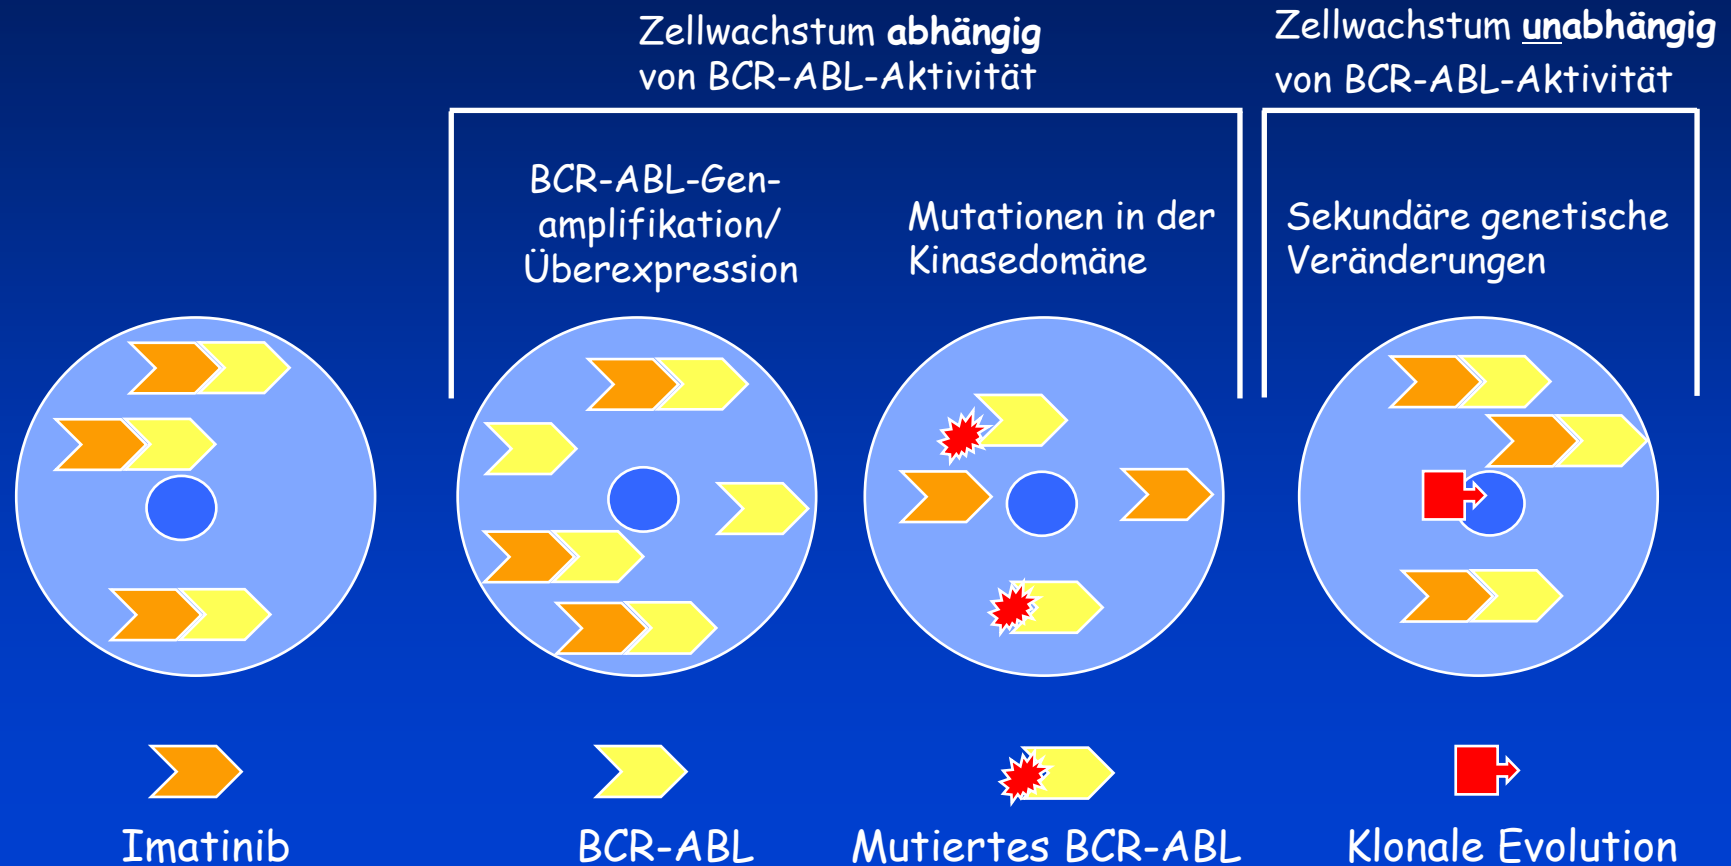 Zellwachstum abhängig
von BCR-ABL-Aktivität
Zellwachstum unabhängig
von BCR-ABL-Aktivität
BCR-ABL-Gen-
amplifikation/
Überexpression
Mutationen in der
Kinasedomäne
Sekundäre genetische
Veränderungen
Imatinib
BCR-ABL
Mutiertes BCR-ABL
Klonale Evolution